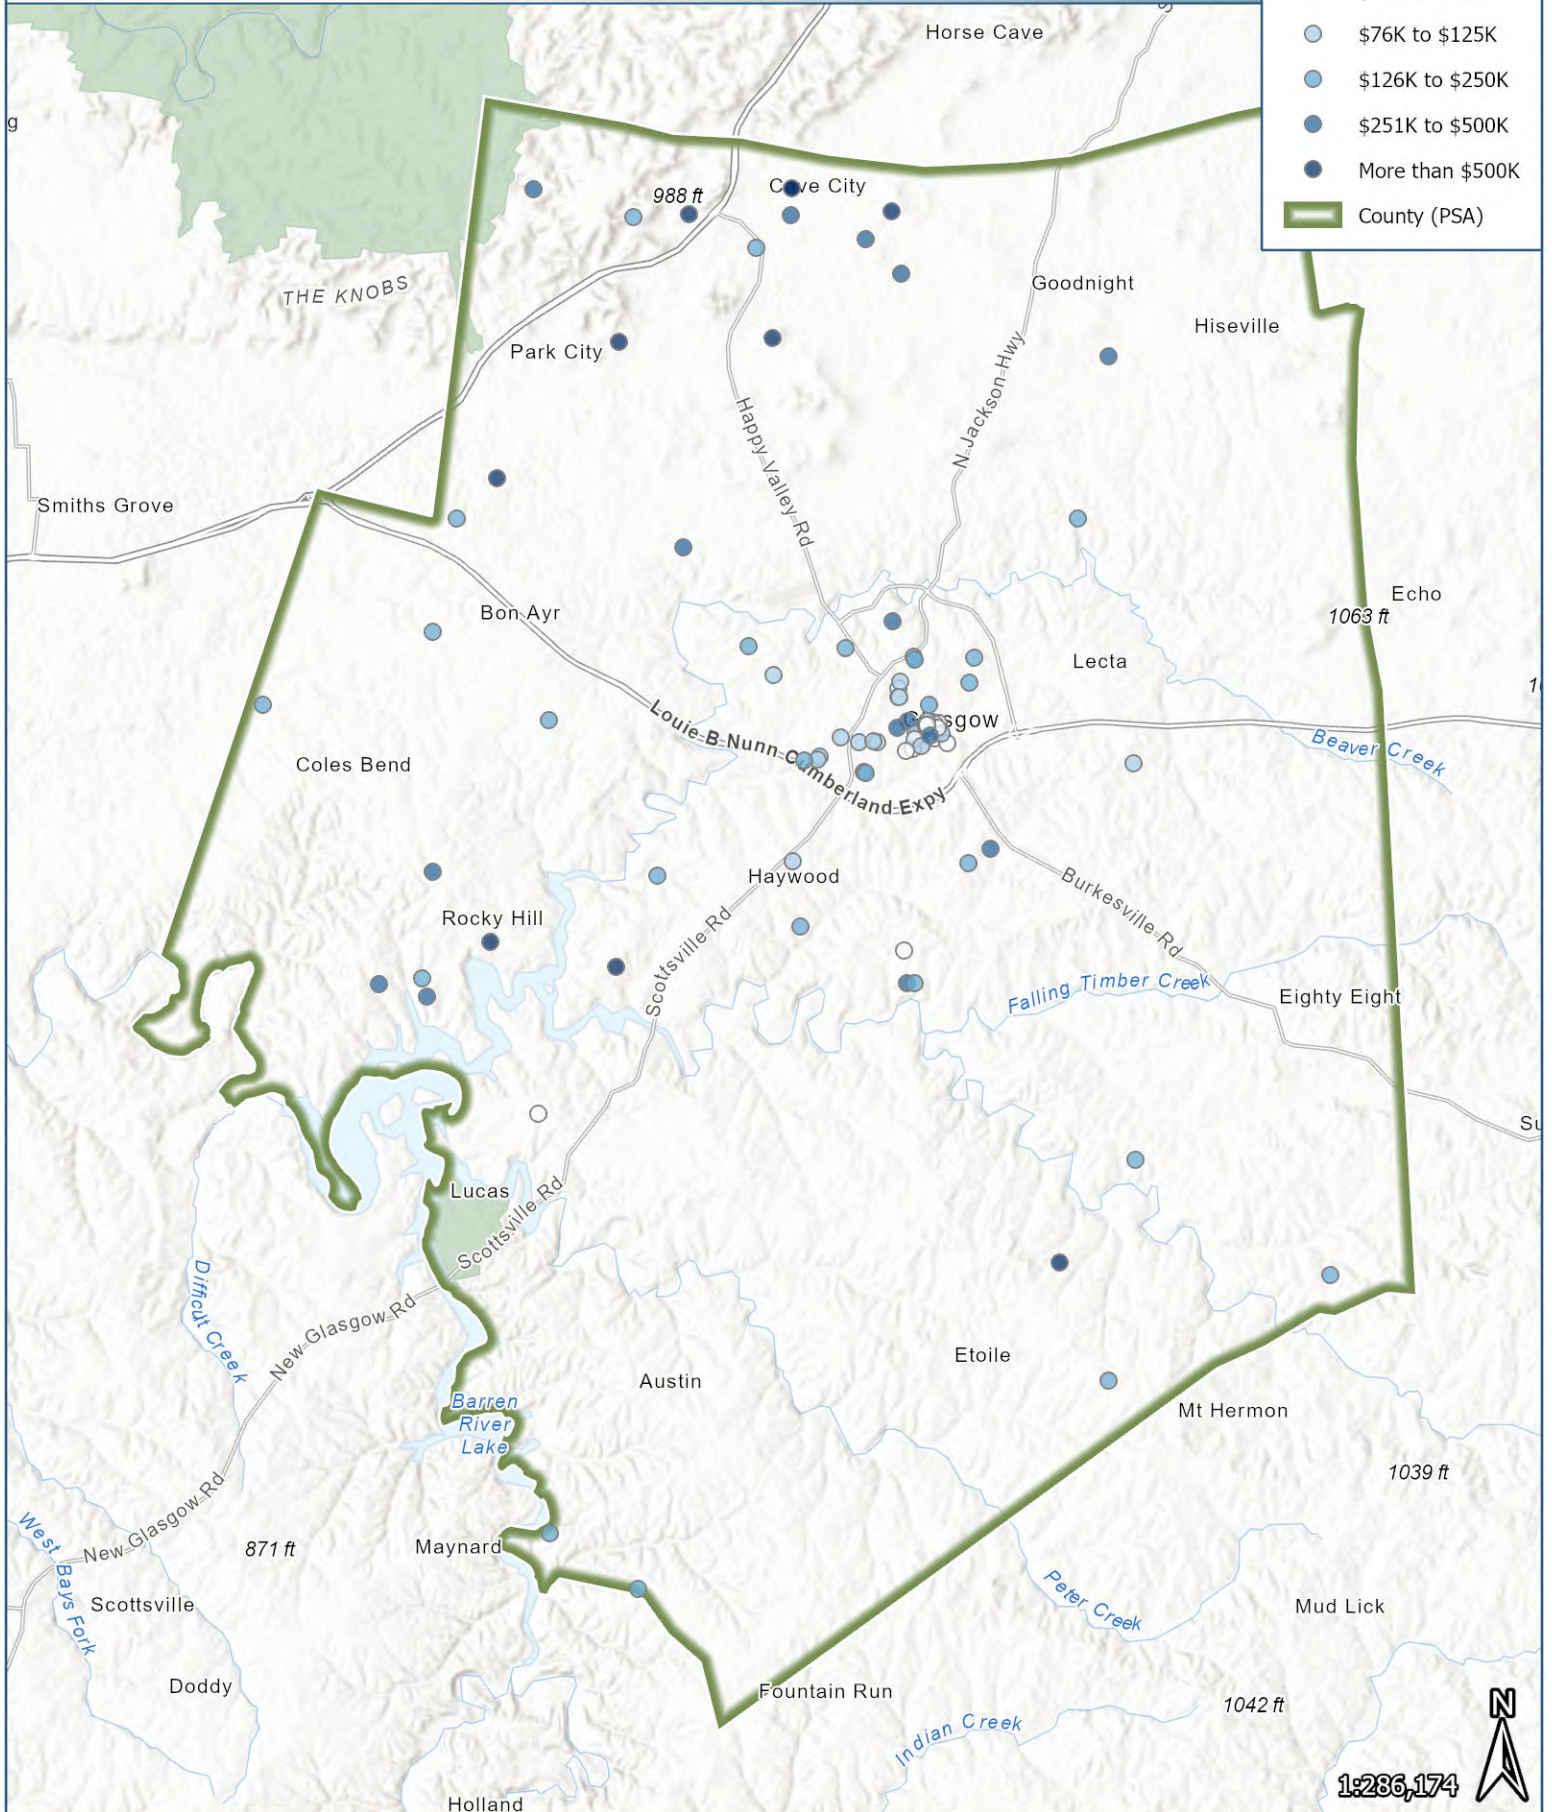 Horse Cave
$76K to $125K
$126K to $250K
$251K to $500K
More than $500K
County (PSA)
g
988 ft
Cave City
THE KNOBS
Goodnight
Hiseville
Park City
N Jackson Hwy
Happy Valley Rd
Smiths Grove
Echo
1063 ft
Bon Ayr
Lecta
Louie B Nunn Cumberland Expy
Glasgow
Beaver Creek
Coles Bend
Haywood
Burkesville Rd
Rocky Hill
Scottsville Rd
Falling Timber Creek
Eighty Eight
Su
Lucas
Scottsville Rd
Difficut Creek
New Glasgow Rd
Etoile
Austin
Barren
River
Lake
Mt Hermon
1039 ft
New Glasgow Rd
West Bays Fork
871 ft
Maynard
Scottsville
Peter Creek
Mud Lick
Doddy
Fountain Run
1042 ft
Indian Creek
N
1:286,174
Holland